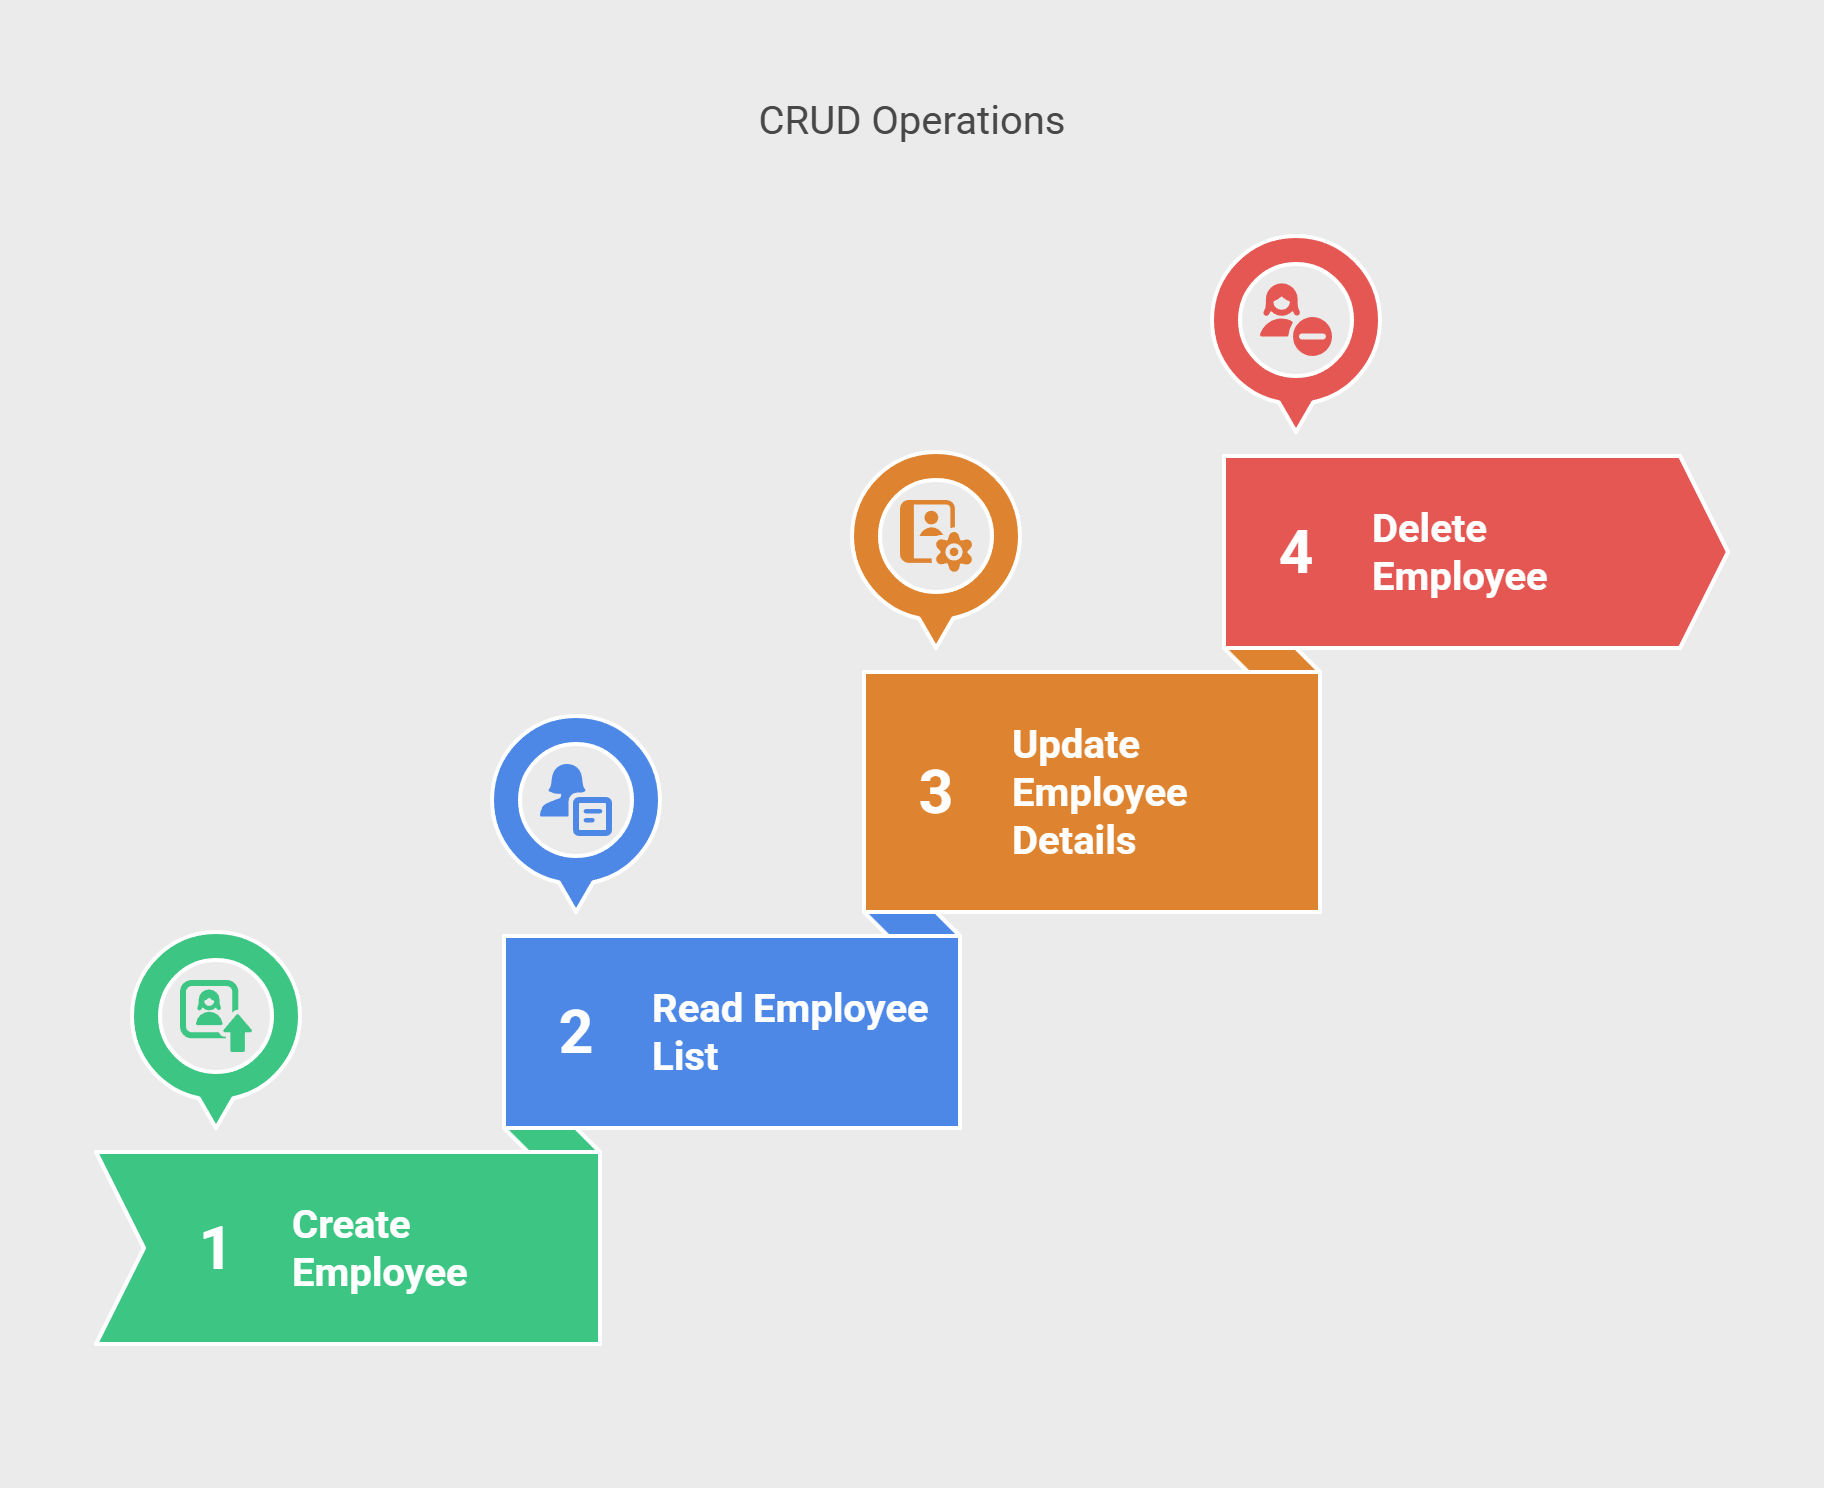 CRUD Operations
4
Delete
Employee
3
Update
Employee
Details
2
Read Employee
List
1
Create
Employee